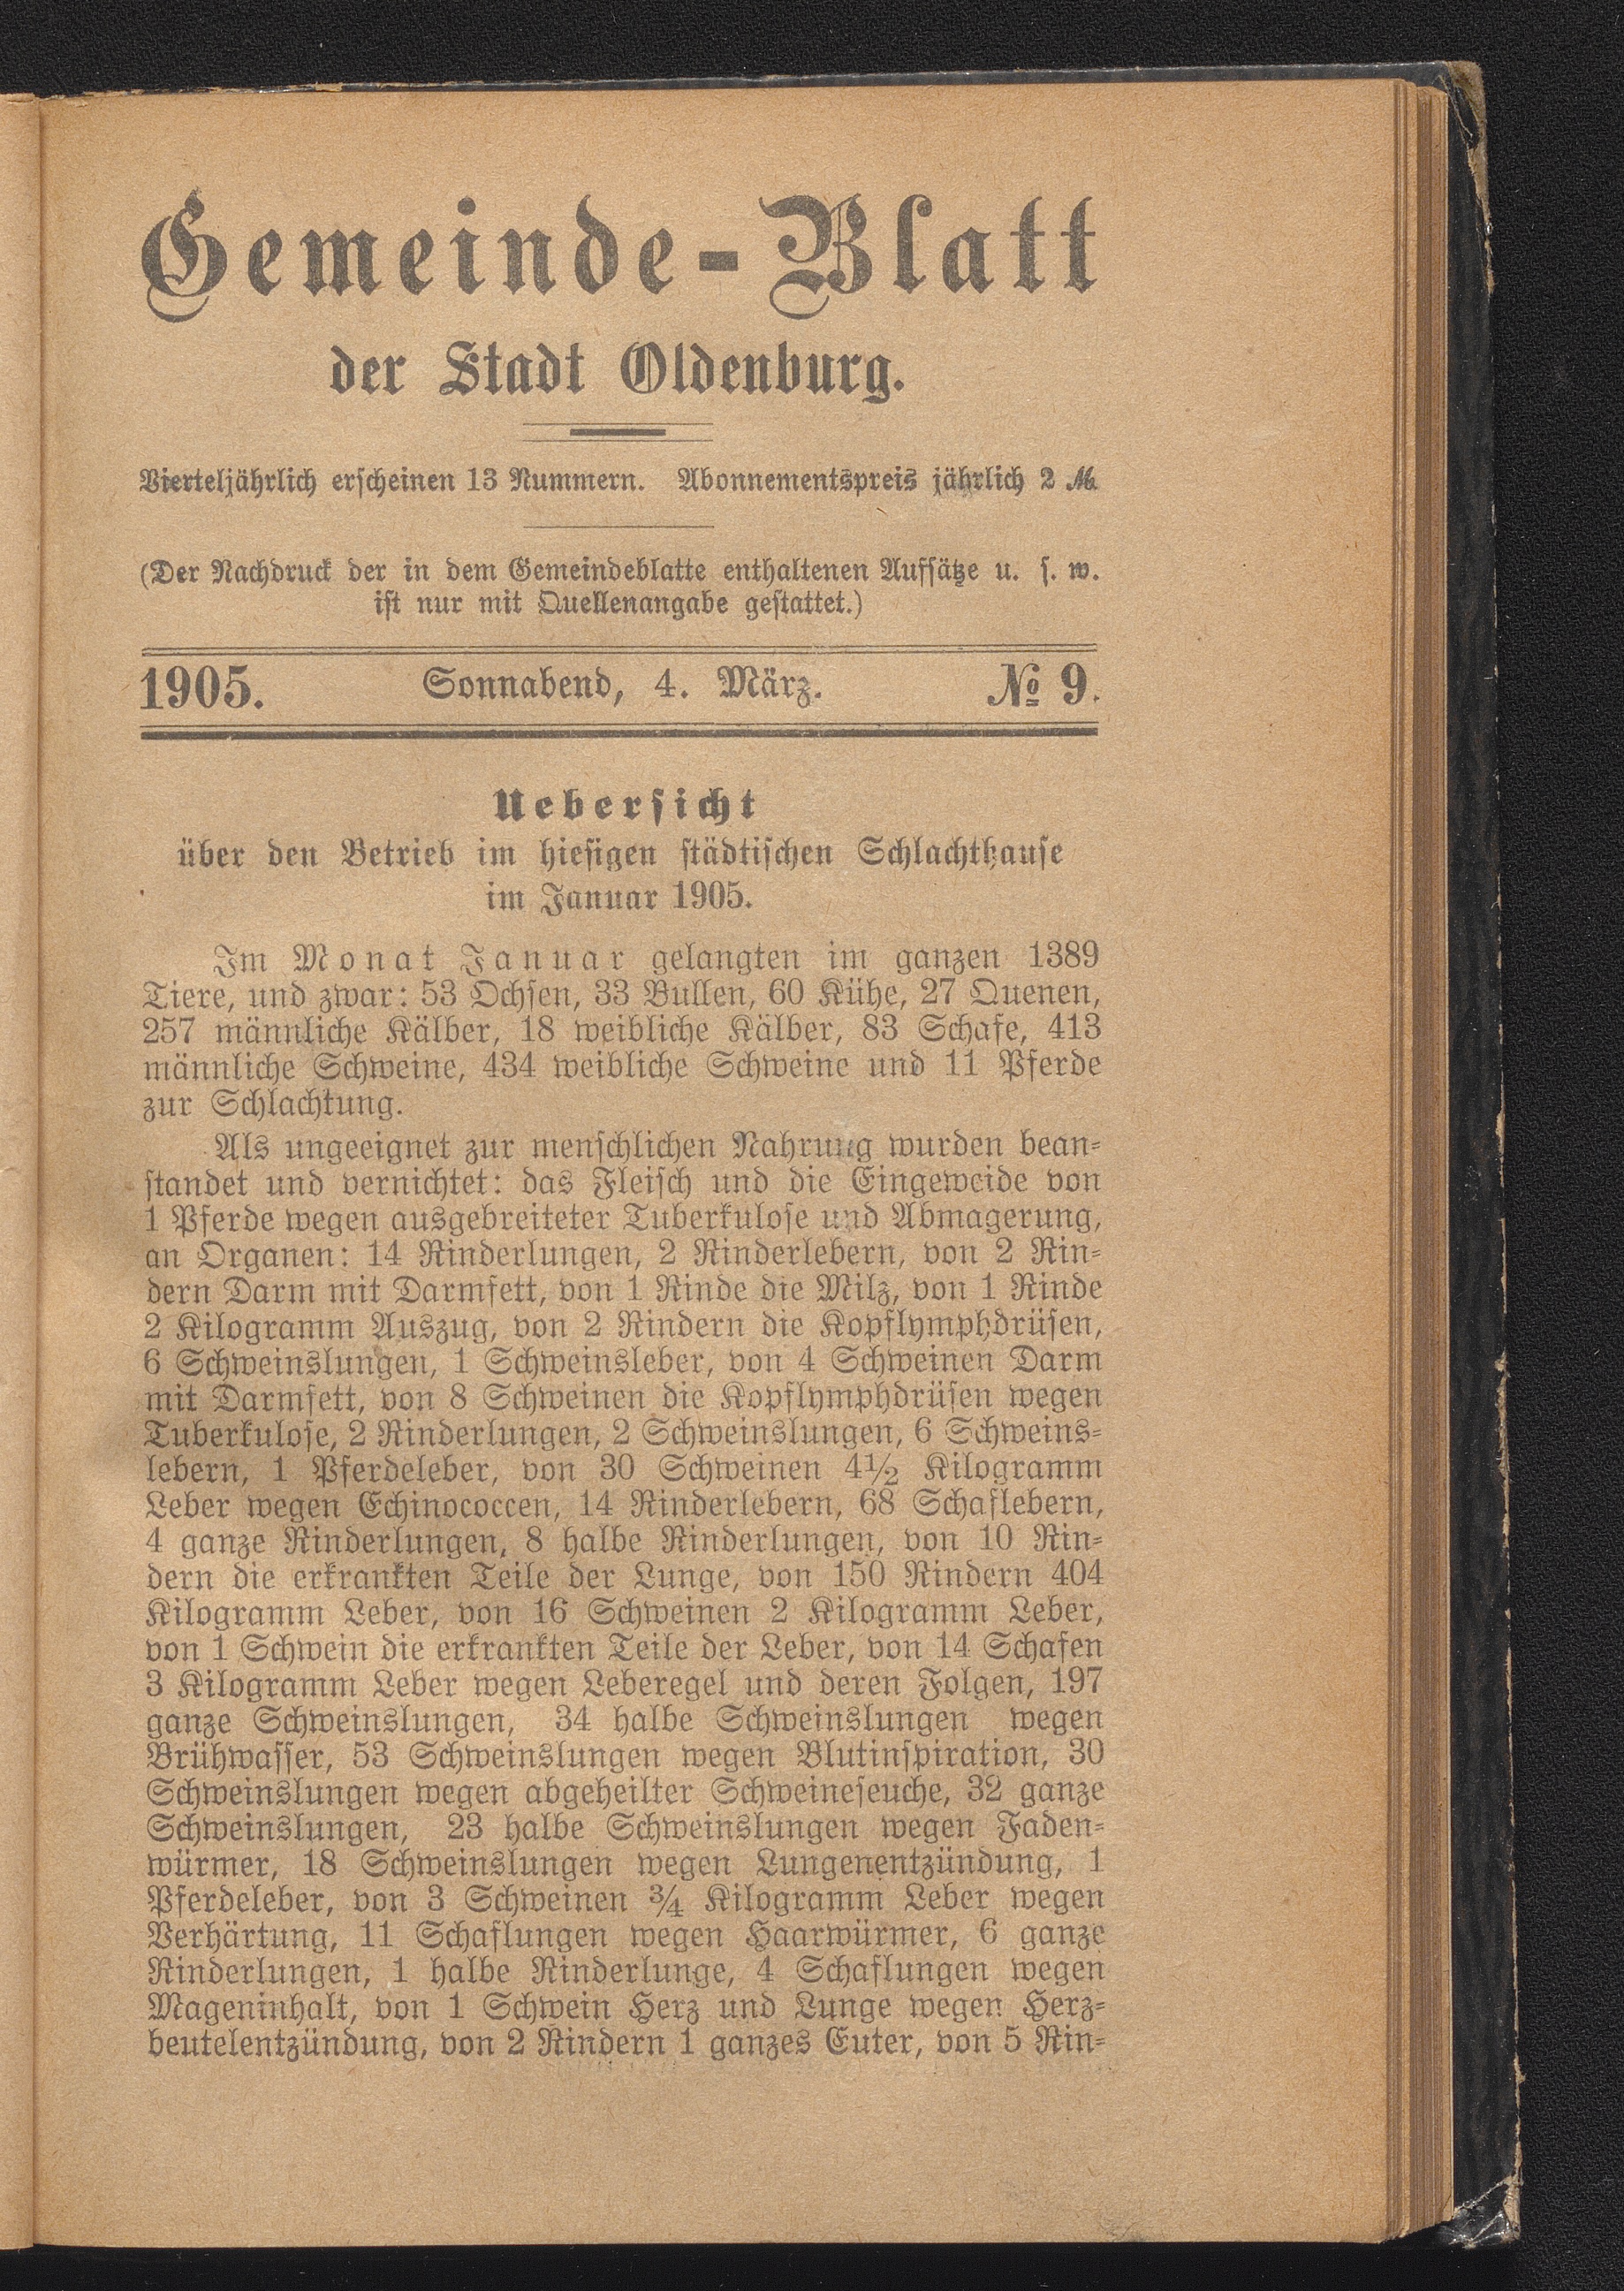 Gemeinde-Blatt
der Stadt Oldenburg.
Vierteljährlich erscheinen 13 Nummern. Abonnementspreis jährlich 2 ℳ
(Der Nachdruck der in dem Gemeindeblatte enthaltenen Aufsätze u. s. w.
ist nur mit Quellenangabe gestattet.)
1905. Sonnabend, 4. März. № 9.
Uebersicht
über den Betrieb im hiesigen städtischen Schlachthause
im Januar 1905.
Im Monat Januar gelangten im ganzen 1389
Tiere, und zwar: 53 Ochsen, 33 Bullen, 60 Kühe, 27 Quenen,
257 männliche Kälber, 18 weibliche Kälber, 83 Schafe, 413
männliche Schweine, 434 weibliche Schweine und 11 Pferde
zur Schlachtung.
Als ungeeignet zur menschlichen Nahrung wurden bean-
standet und vernichtet: das Fleisch und die Eingeweide von
1 Pferde wegen ausgebreiteter Tuberkulose und Abmagerung,
an Organen: 14 Rinderlungen, 2 Rinderlebern, von 2 Rin-
dern Darm mit Darmfett, von 1 Rinde die Milz, von 1 Rinde
2 Kilogramm Auszug, von 2 Rindern die Kopflymphdrüsen,
6 Schweinslungen, 1 Schweinsleber, von 4 Schweinen Darm
mit Darmfett, von 8 Schweinen die Kopflymphdrüsen wegen
Tuberkulose, 2 Rinderlungen, 2 Schweinslungen, 6 Schweins-
lebern, 1 Pferdeleber, von 30 Schweinen 4½ Kilogramm
Leber wegen Echinococcen, 14 Rinderlebern, 68 Schaflebern,
4 ganze Rinderlungen, 8 halbe Rinderlungen, von 10 Rin-
dern die erkrankten Teile der Lunge, von 150 Rindern 404
Kilogramm Leber, von 16 Schweinen 2 Kilogramm Leber,
von 1 Schwein die erkrankten Teile der Leber, von 14 Schafen
3 Kilogramm Leber wegen Leberegel und deren Folgen, 197
ganze Schweinslungen, 34 halbe Schweinslungen wegen
Brühwasser, 53 Schweinslungen wegen Blutinspiration, 30
Schweinslungen wegen abgeheilter Schweineseuche, 32 ganze
Schweinslungen, 23 halbe Schweinslungen wegen Faden-
würmer, 18 Schweinslungen wegen Lungenentzündung, 1
Pferdeleber, von 3 Schweinen ¾ Kilogramm Leber wegen
Verhärtung, 11 Schaflungen wegen Haarwürmer, 6 ganze
Rinderlungen, 1 halbe Rinderlunge, 4 Schaflungen wegen
Mageninhalt, von 1 Schwein Herz und Lunge wegen Herz-
beutelentzündung, von 2 Rindern 1 ganzes Euter, von 5 Rin-